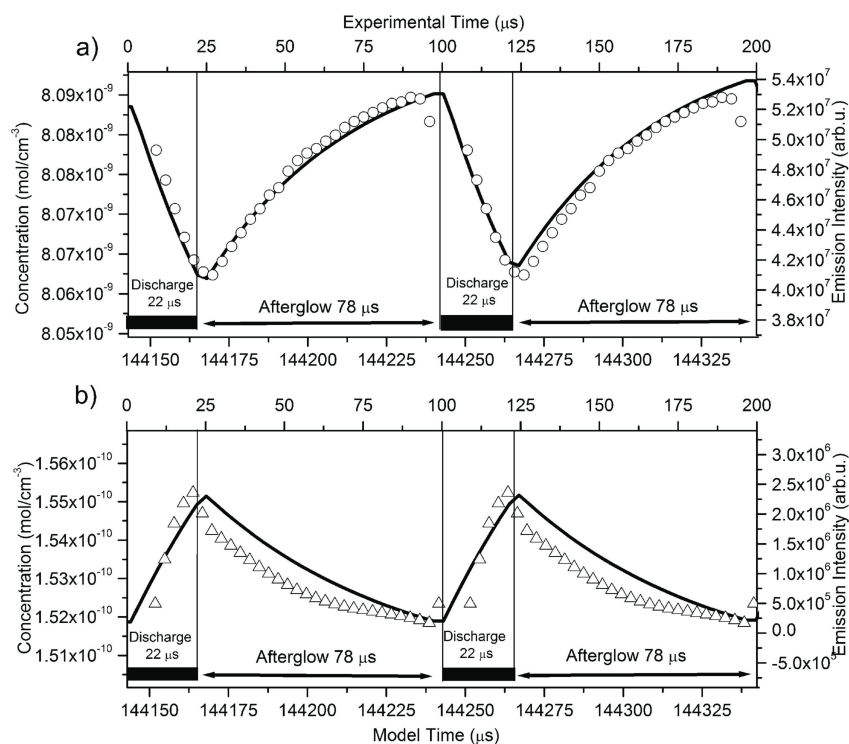 Experimental Time (μs)
a)
0 25 50 75 100 125 150 175 200
8.09x10⁻⁹
8.08x10⁻⁹
8.08x10⁻⁹
8.07x10⁻⁹
8.07x10⁻⁹
8.06x10⁻⁹
8.05x10⁻⁹
Concentration (mol/cm⁻³)
5.4x10⁷
5.2x10⁷
5.0x10⁷
4.8x10⁷
4.6x10⁷
4.4x10⁷
4.2x10⁷
4.0x10⁷
3.8x10⁷
Emission Intensity (arb.u.)
Discharge
22 μs
Afterglow 78 μs
Discharge
22 μs
Afterglow 78 μs
144150 144175 144200 144225 144250 144275 144300 144325
b)
0 25 50 75 100 125 150 175 200
1.56x10⁻¹⁰
1.55x10⁻¹⁰
1.54x10⁻¹⁰
1.53x10⁻¹⁰
1.52x10⁻¹⁰
1.51x10⁻¹⁰
Concentration (mol/cm⁻³)
3.0x10⁶
2.5x10⁶
2.0x10⁶
1.5x10⁶
1.0x10⁶
5.0x10⁵
0.0
-5.0x10⁵
Emission Intensity (arb.u.)
Discharge
22 μs
Afterglow 78 μs
Discharge
22 μs
Afterglow 78 μs
144150 144175 144200 144225 144250 144275 144300 144325
Model Time (μs)